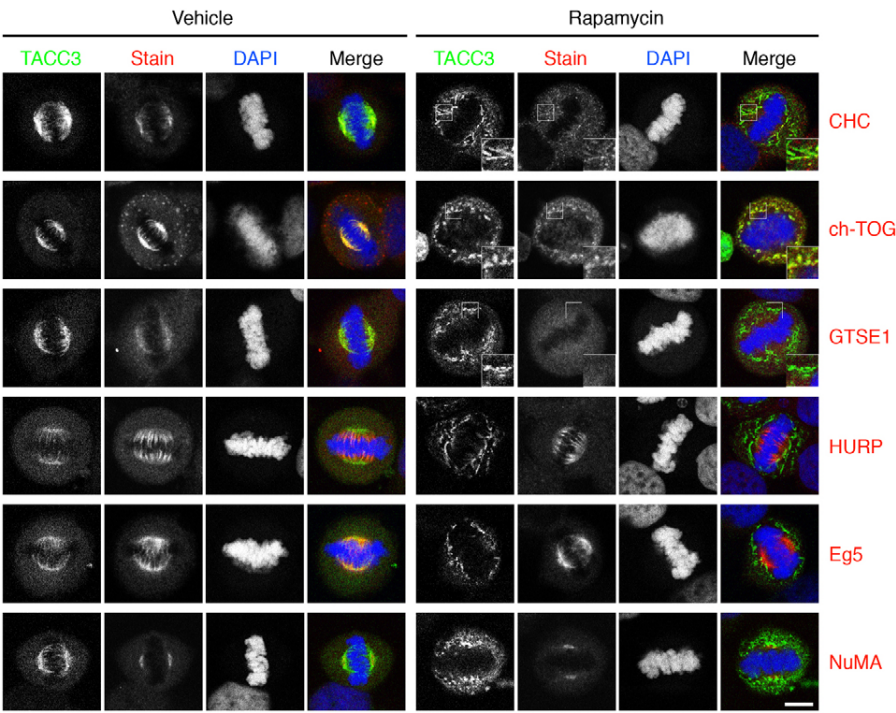 Vehicle Rapamycin
TACC3 Stain DAPI Merge TACC3 Stain DAPI Merge
CHC
ch-TOG
GTSE1
HURP
Eg5
NuMA